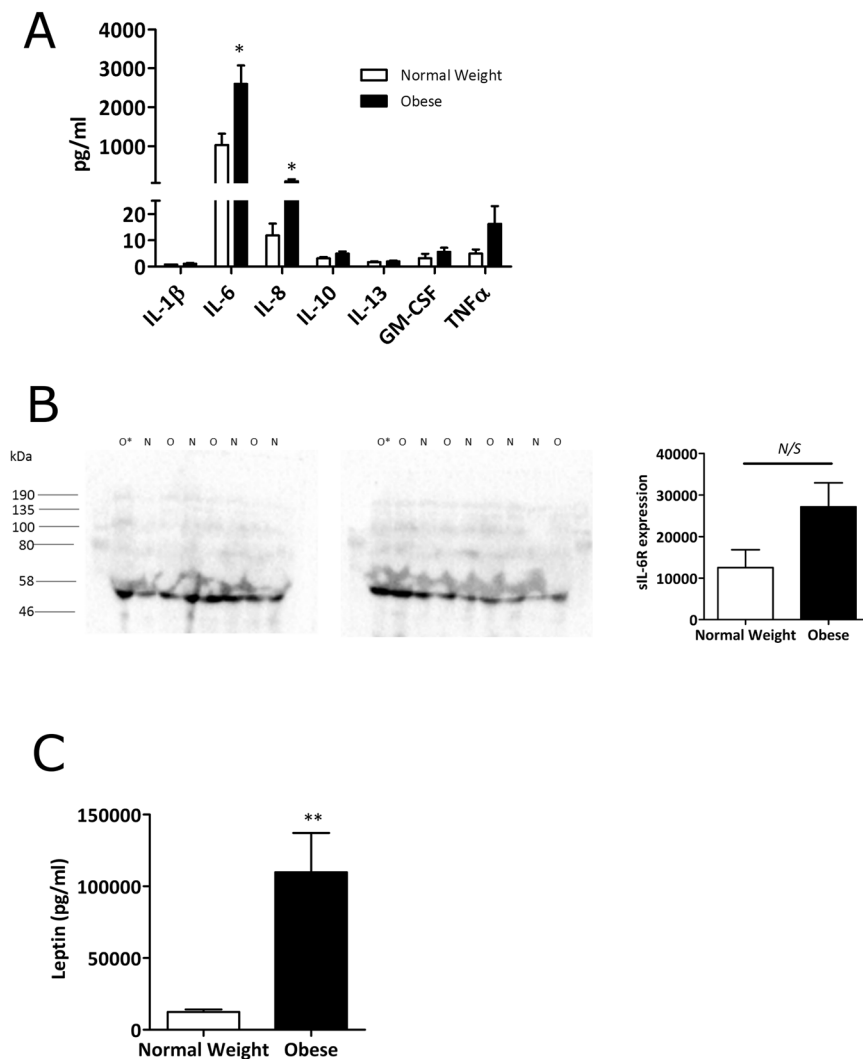 A
4000
3000
2000
1000
20
10
0
pg/ml
*
*
Normal Weight
Obese
IL-1β
IL-6
IL-8
IL-10
IL-13
GM-CSF
TNFα
B
O* N O N O N O N
O* O N O N O N N O
kDa
190
135
100
80
58
46
N/S
40000
30000
20000
10000
0
sIL-6R expression
Normal Weight Obese
C
150000
100000
50000
0
Leptin (pg/ml)
**
Normal Weight Obese